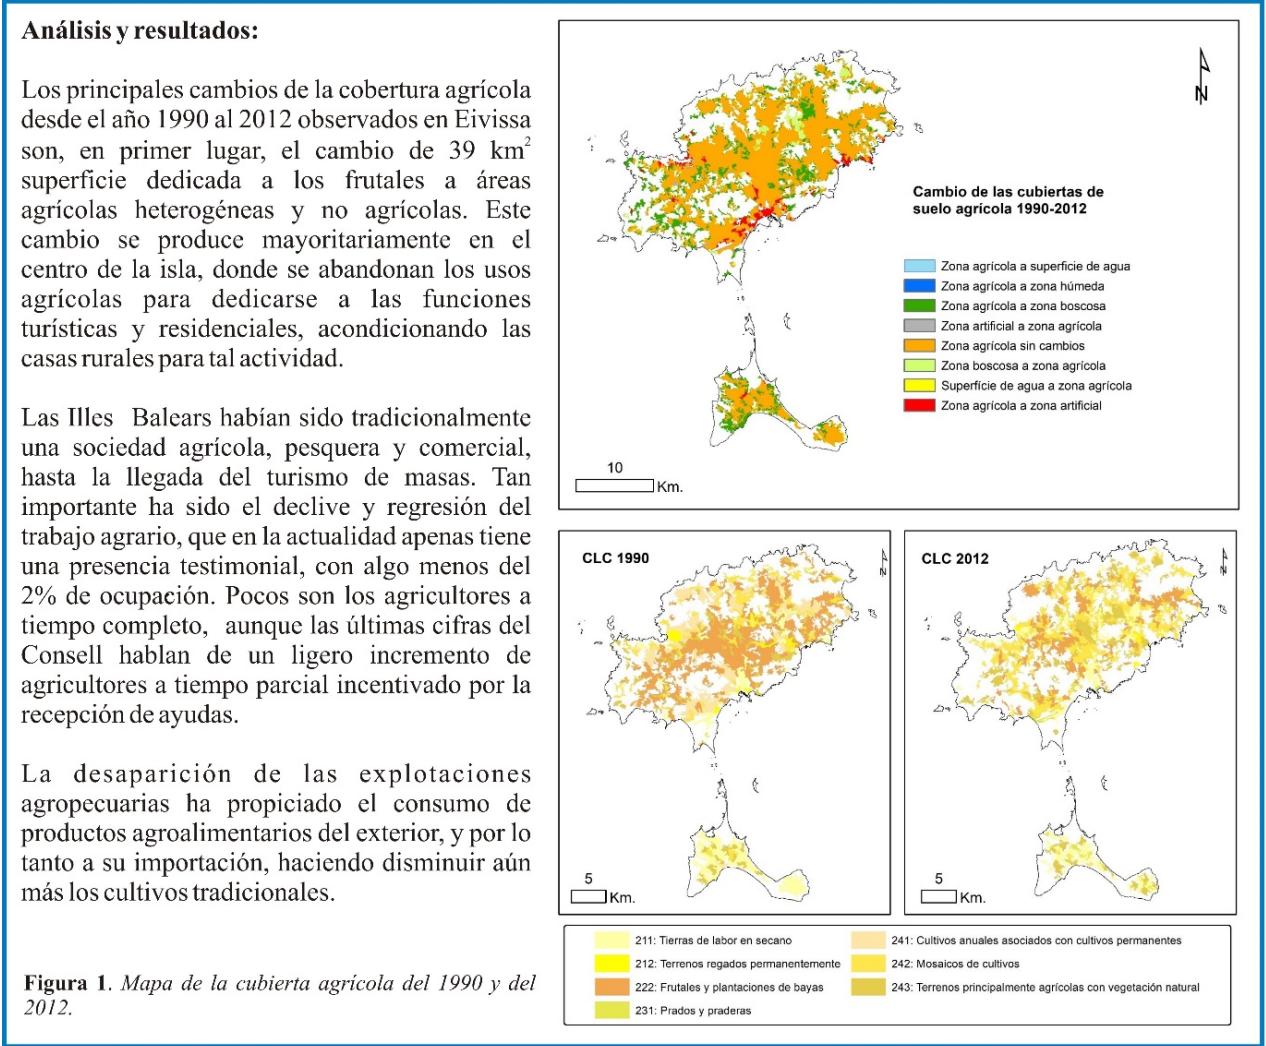 Análisis y resultados:
Los principales cambios de la cobertura agrícola
desde el año 1990 al 2012 observados en Eivissa
son, en primer lugar, el cambio de 39 km²
superficie dedicada a los frutales a áreas
agrícolas heterogéneas y no agrícolas. Este
cambio se produce mayoritariamente en el
centro de la isla, donde se abandonan los usos
agrícolas para dedicarse a las funciones
turísticas y residenciales, acondicionando las
casas rurales para tal actividad.
Las Illes Balears habían sido tradicionalmente
una sociedad agrícola, pesquera y comercial,
hasta la llegada del turismo de masas. Tan
importante ha sido el declive y regresión del
trabajo agrario, que en la actualidad apenas tiene
una presencia testimonial, con algo menos del
2% de ocupación. Pocos son los agricultores a
tiempo completo, aunque las últimas cifras del
Consell hablan de un ligero incremento de
agricultores a tiempo parcial incentivado por la
recepción de ayudas.
La desaparición de las explotaciones
agropecuarias ha propiciado el consumo de
productos agroalimentarios del exterior, y por lo
tanto a su importación, haciendo disminuir aún
más los cultivos tradicionales.
Figura 1. Mapa de la cubierta agrícola del 1990 y del
2012.
N
Cambio de las cubiertas de
suelo agrícola 1990-2012
Zona agrícola a superficie de agua
Zona agrícola a zona húmeda
Zona agrícola a zona boscosa
Zona artificial a zona agrícola
Zona agrícola sin cambios
Zona boscosa a zona agrícola
Superfície de agua a zona agrícola
Zona agrícola a zona artificial
10
Km.
CLC 1990
N
5
Km.
CLC 2012
N
5
Km.
211: Tierras de labor en secano
212: Terrenos regados permanentemente
222: Frutales y plantaciones de bayas
231: Prados y praderas
241: Cultivos anuales asociados con cultivos permanentes
242: Mosaicos de cultivos
243: Terrenos principalmente agrícolas con vegetación natural